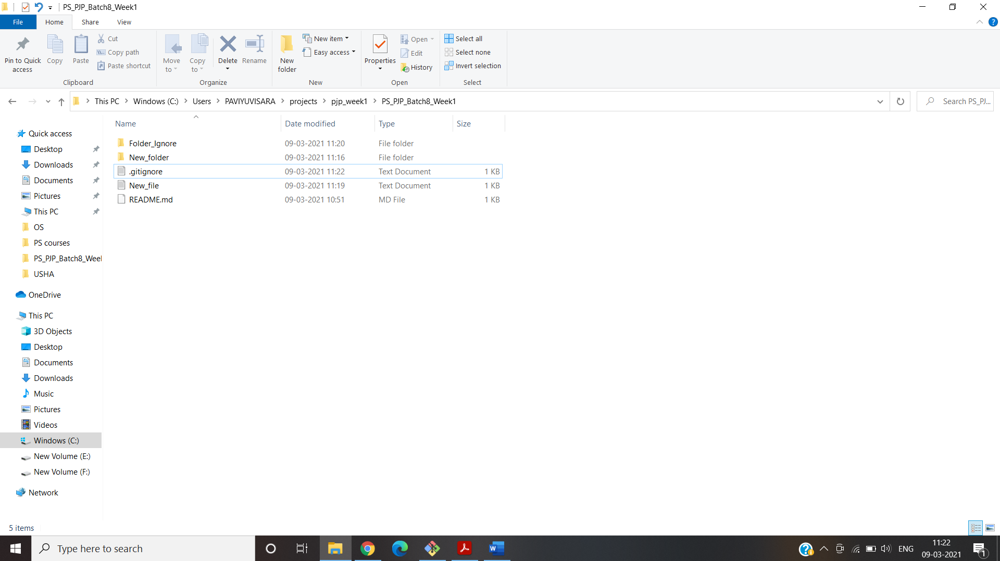 PS_PJP_Batch8_Week1
File Home Share View
Pin to Quick access
Copy
Paste
Cut
Copy path
Paste shortcut
Clipboard
Move to
Copy to
Delete
Rename
Organize
New folder
New item
Easy access
New
Properties
Open
Edit
History
Open
Select all
Select none
Invert selection
Select
This PC Windows (C:) Users PAVIYUVISARA projects pjp_week1 PS_PJP_Batch8_Week1
Search PS_PJ...
Name Date modified Type Size
Folder_Ignore 09-03-2021 11:20 File folder
New_folder 09-03-2021 11:16 File folder
.gitignore 09-03-2021 11:22 Text Document 1 KB
New_file 09-03-2021 11:19 Text Document 1 KB
README.md 09-03-2021 10:51 MD File 1 KB
Quick access
Desktop
Downloads
Documents
Pictures
This PC
OS
PS courses
PS_PJP_Batch8_Weel
USHA
OneDrive
This PC
3D Objects
Desktop
Documents
Downloads
Music
Pictures
Videos
Windows (C:)
New Volume (E:)
New Volume (F:)
Network
5 items
Type here to search
ENG
11:22
09-03-2021
1